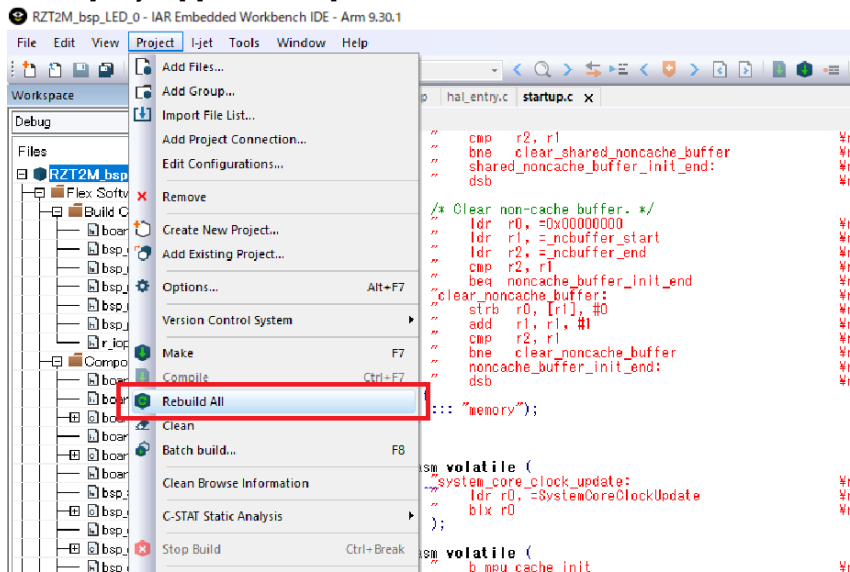 RZT2M_bsp_LED_0 - IAR Embedded Workbench IDE - Arm 9.30.1
File Edit View Project I-jet Tools Window Help
Workspace
hal_entry.c startup.c ×
Debug
Files
RZT2M_bsp
Flex Softw
Build C
boar
bsp_
bsp_
bsp_
bsp_
r_iop
Compo
boar
boar
boar
boar
boar
bsp_
bsp_
bsp_
Add Files...
Add Group...
Import File List...
Add Project Connection...
Edit Configurations...
Remove
Create New Project...
Add Existing Project...
Options... Alt+F7
Version Control System
Make F7
Compile Ctrl+F7
Rebuild All
Clean
Batch build... F8
Clean Browse Information
C-STAT Static Analysis
Stop Build Ctrl+Break
" cmp r2, r1 ¥
" bne clear_shared_noncache_buffer ¥
" shared_noncache_buffer_init_end: ¥
" dsb ¥
/* Clear non-cache buffer. */
" ldr r0, =0x00000000 ¥
" ldr r1, =_ncbuffer_start ¥
" ldr r2, =_ncbuffer_end ¥
" cmp r2, r1 ¥
" beq noncache_buffer_init_end ¥
"clear_noncache_buffer: ¥
" strb r0, [r1], #0 ¥
" add r1, r1, #1 ¥
" cmp r2, r1 ¥
" bne clear_noncache_buffer ¥
" noncache_buffer_init_end: ¥
" dsb ¥
::: "memory");
asm volatile (
"system_core_clock_update: ¥
" ldr r0, =SystemCoreClockUpdate ¥
" blx r0 ¥
);
asm volatile (
" b mpu_cache_init ¥